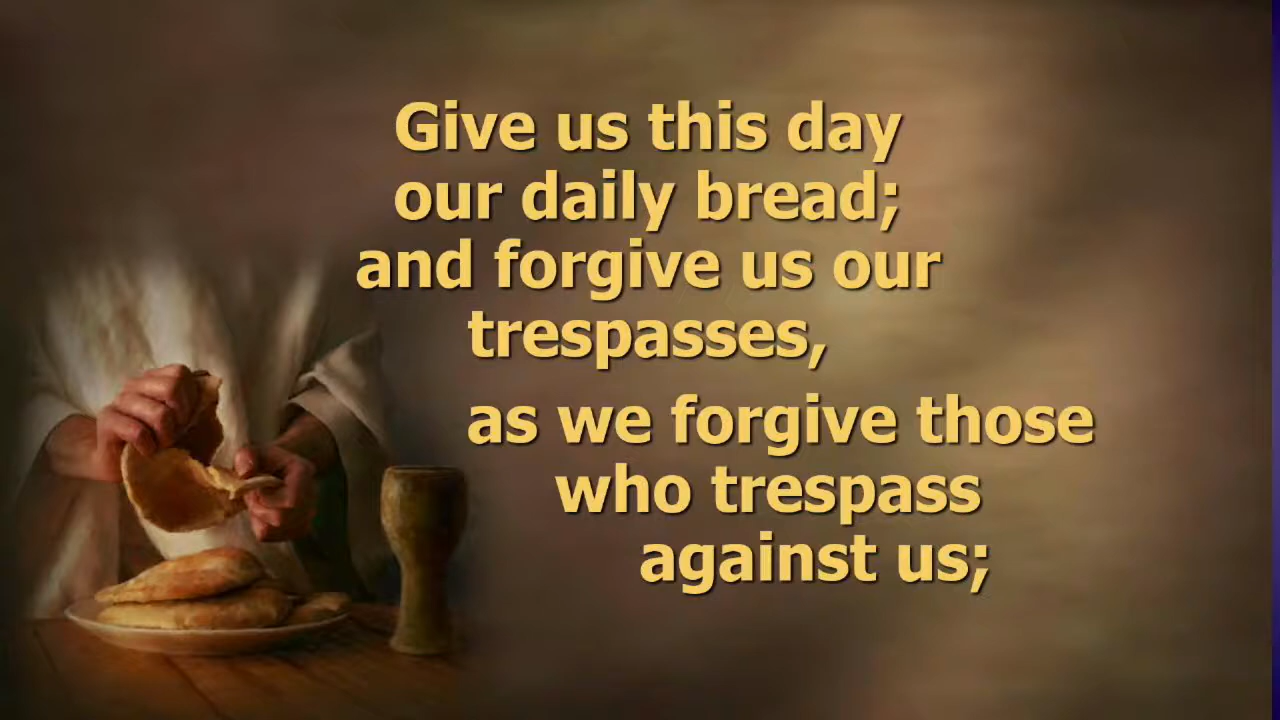 Give us this day
our daily bread;
and forgive us our
trespasses,
as we forgive those
who trespass
against us;